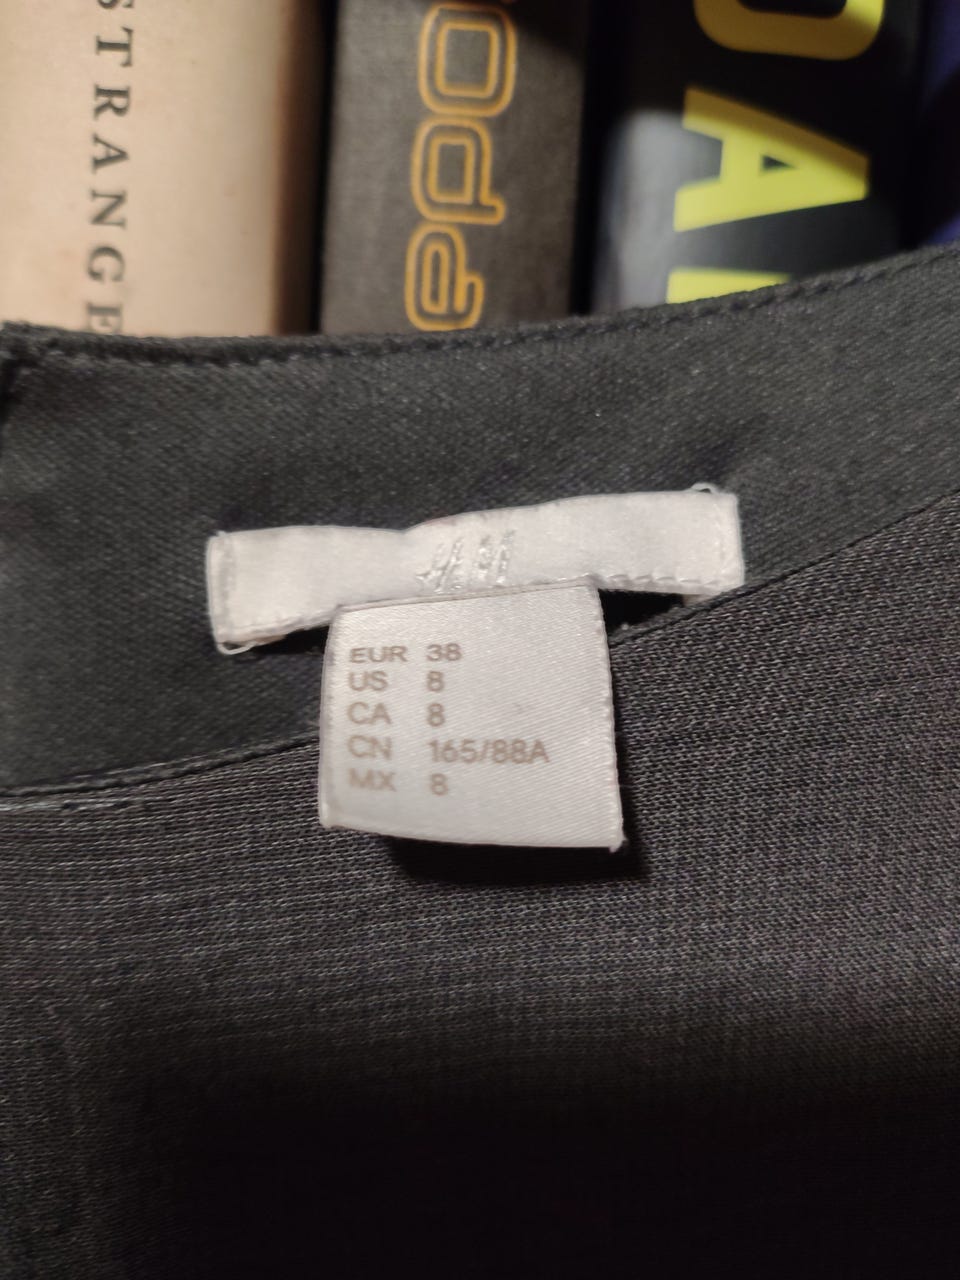 STRANGE
H&M
EUR 38
US 8
CA 8
CN 165/88A
MX 8